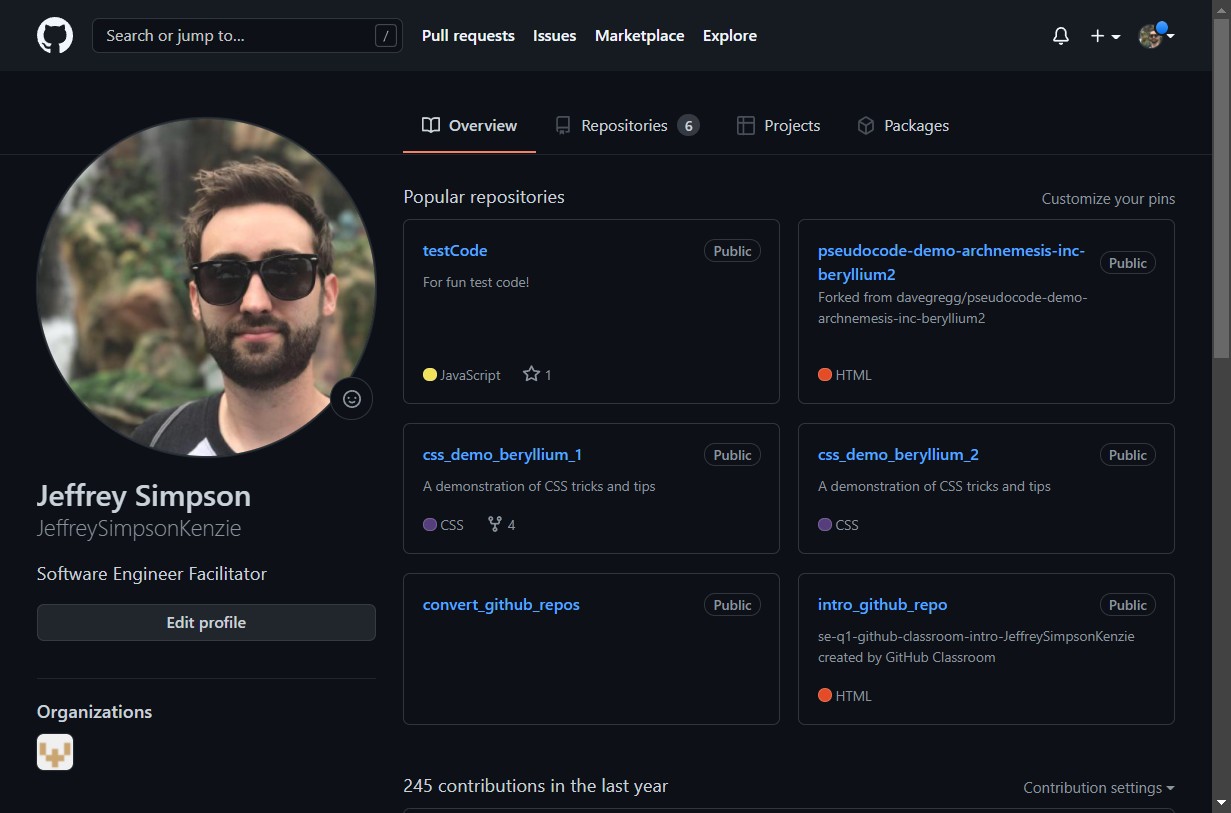 Search or jump to... /
Pull requests
Issues
Marketplace
Explore
Overview
Repositories 6
Projects
Packages
Jeffrey Simpson
JeffreySimpsonKenzie
Software Engineer Facilitator
Edit profile
Organizations
Popular repositories
Customize your pins
testCode
Public
For fun test code!
JavaScript
1
pseudocode-demo-archnemesis-inc-
beryllium2
Public
Forked from davegregg/pseudocode-demo-
archnemesis-inc-beryllium2
HTML
css_demo_beryllium_1
Public
A demonstration of CSS tricks and tips
CSS
4
css_demo_beryllium_2
Public
A demonstration of CSS tricks and tips
CSS
convert_github_repos
Public
intro_github_repo
Public
se-q1-github-classroom-intro-JeffreySimpsonKenzie
created by GitHub Classroom
HTML
245 contributions in the last year
Contribution settings